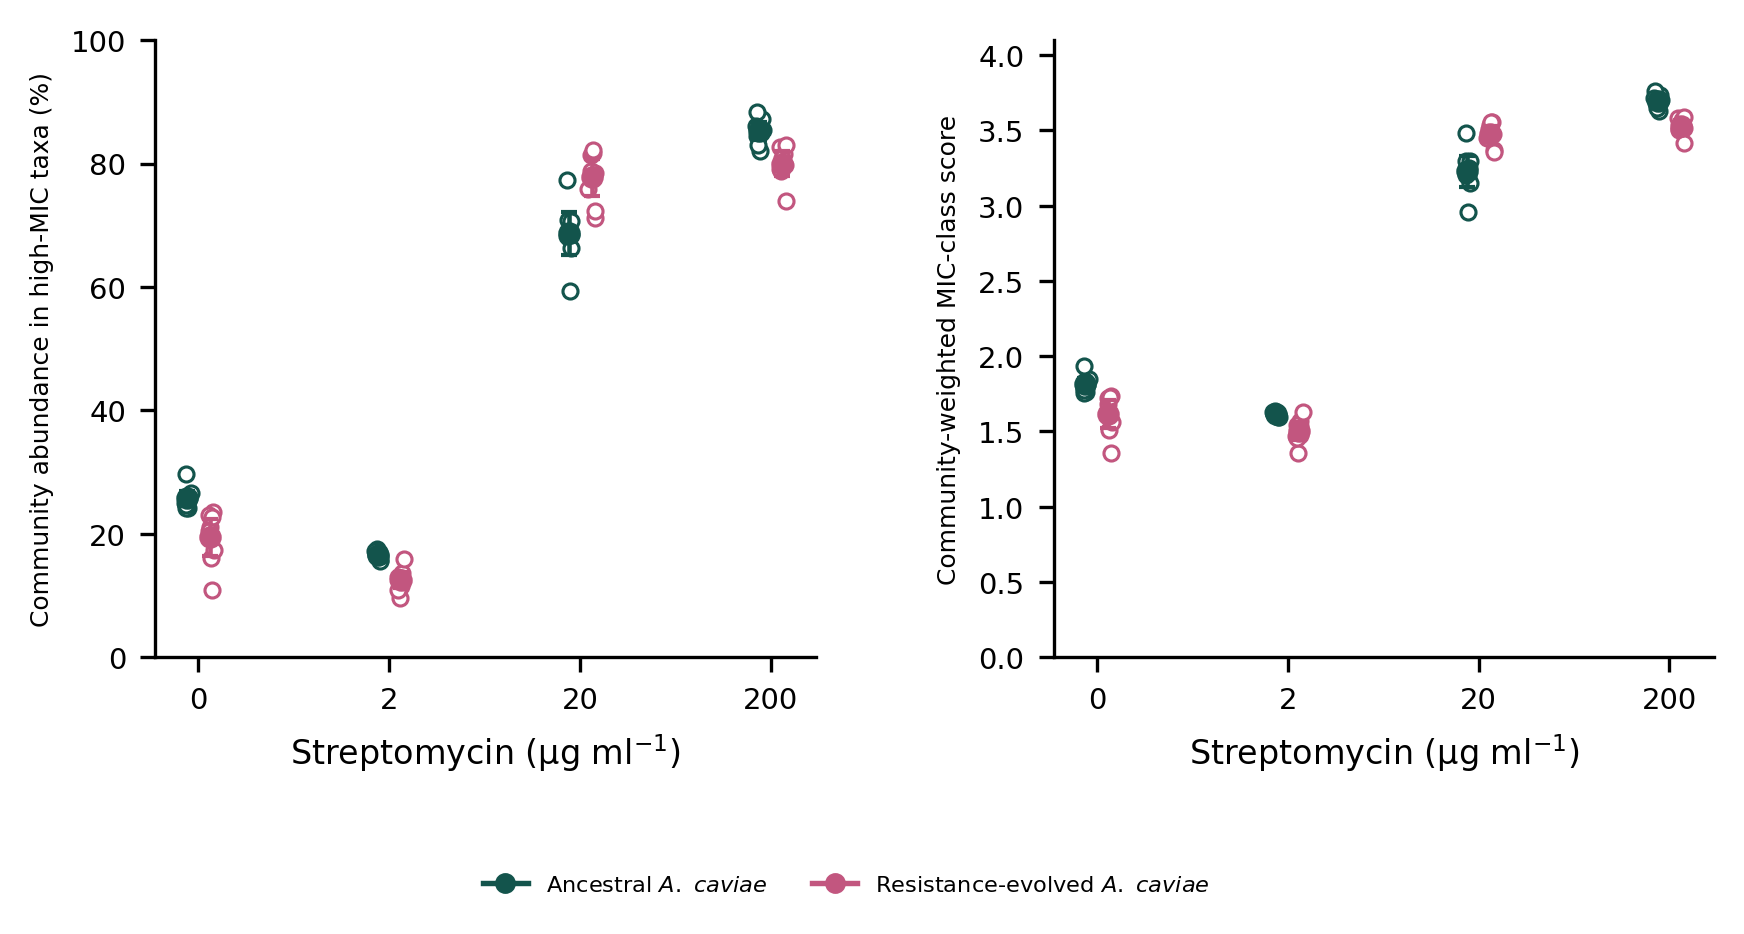 Community abundance in high-MIC taxa (%)
100
80
60
40
20
0
0 2 20 200
Streptomycin (µg ml⁻¹)
Community-weighted MIC-class score
4.0
3.5
3.0
2.5
2.0
1.5
1.0
0.5
0.0
0 2 20 200
Streptomycin (µg ml⁻¹)
Ancestral A. caviae
Resistance-evolved A. caviae